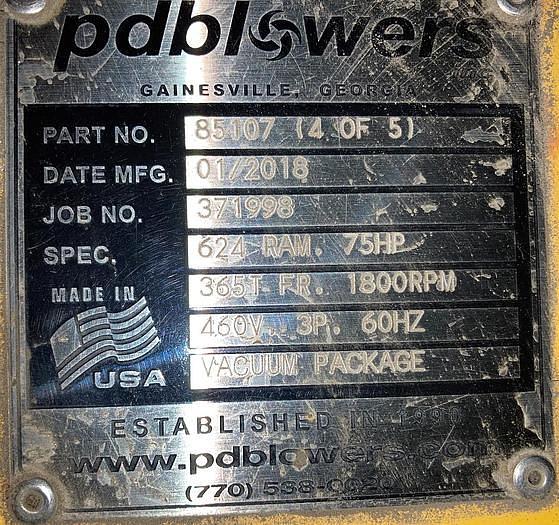 pdblowers
GAINESVILLE, GEORGIA
PART NO. 85107 (4 OF 5)
DATE MFG. 01/2018
JOB NO. 371998
SPEC. 624 RAM. 75HP
365T FR. 1800RPM
MADE IN
460V. 3P. 60HZ
USA
VACUUM PACKAGE
ESTABLISHED IN
www.pdblowers.com
(770)